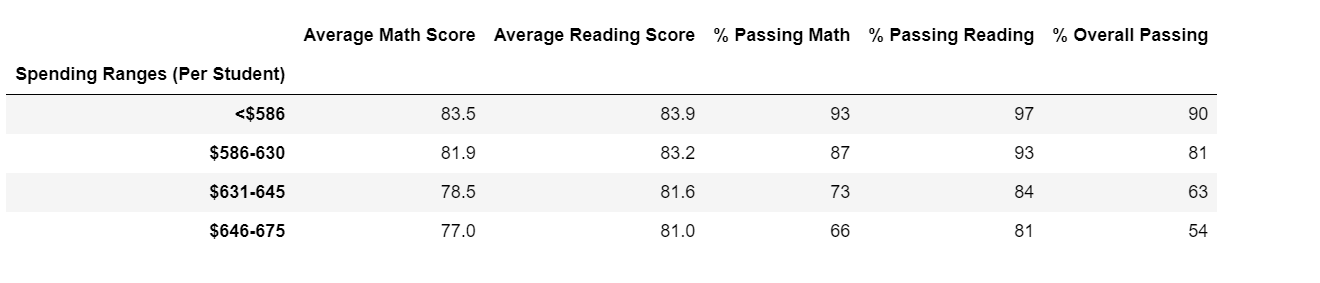 Average Math Score Average Reading Score % Passing Math % Passing Reading % Overall Passing
Spending Ranges (Per Student)
<$586 83.5 83.9 93 97 90
$586-630 81.9 83.2 87 93 81
$631-645 78.5 81.6 73 84 63
$646-675 77.0 81.0 66 81 54